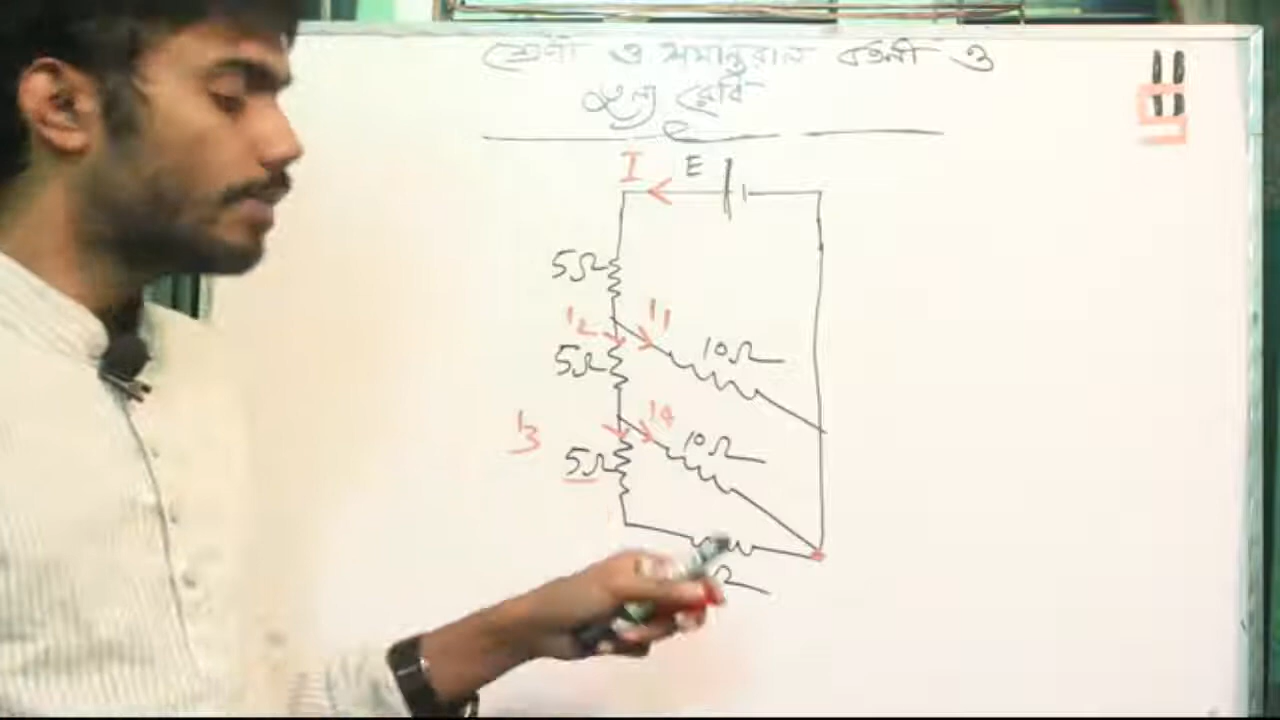 শ্রেণী ও সমান্তরাল বর্তনী ও
তুল্য রোধ
I E
5Ω
I2 I1
5Ω 10Ω
I3 I4
5Ω 10Ω
Ω